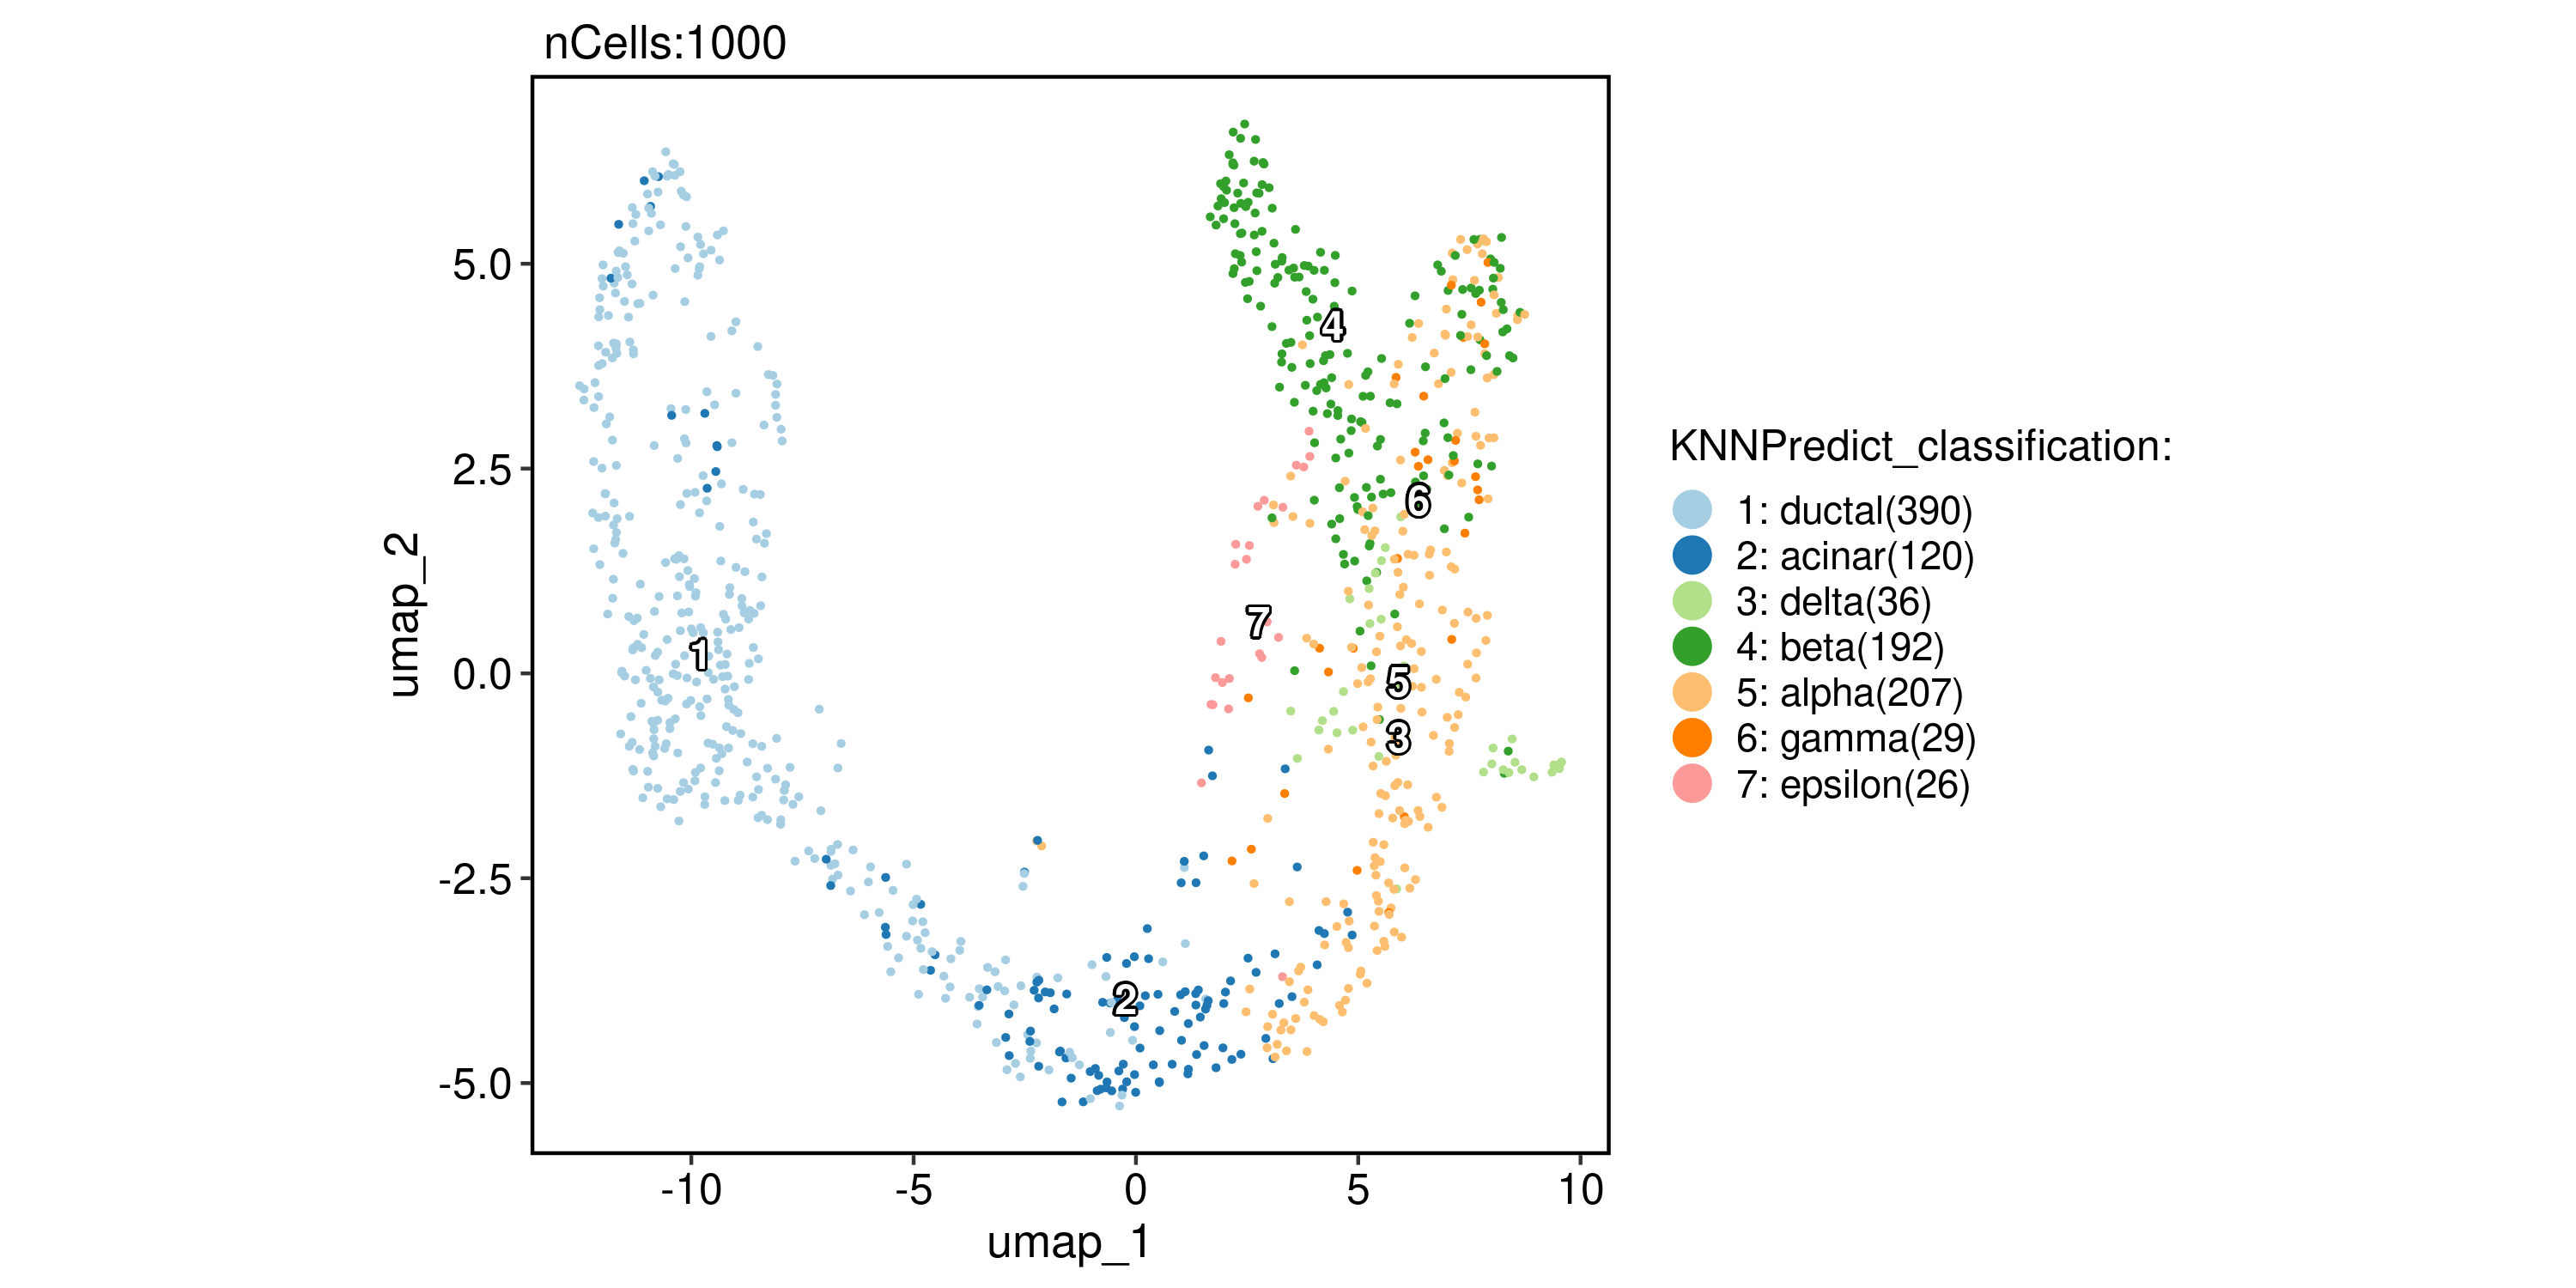 nCells:1000
5.0
2.5
0.0
-2.5
-5.0
umap_2
-10
-5
0
5
10
umap_1
1
2
3
4
5
6
7
KNNPredict_classification:
1: ductal(390)
2: acinar(120)
3: delta(36)
4: beta(192)
5: alpha(207)
6: gamma(29)
7: epsilon(26)